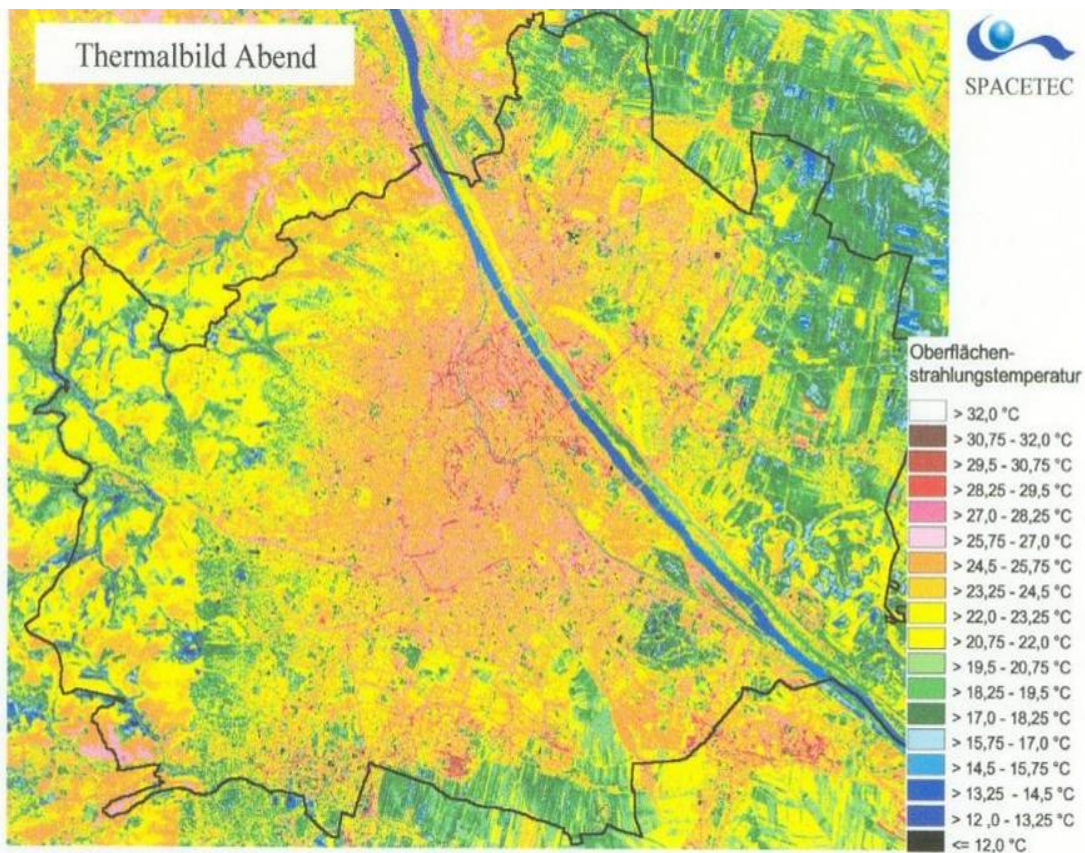 Thermalbild Abend
SPACETEC
Oberflächen-
strahlungstemperatur
> 32,0 °C
> 30,75 - 32,0 °C
> 29,5 - 30,75 °C
> 28,25 - 29,5 °C
> 27,0 - 28,25 °C
> 25,75 - 27,0 °C
> 24,5 - 25,75 °C
> 23,25 - 24,5 °C
> 22,0 - 23,25 °C
> 20,75 - 22,0 °C
> 19,5 - 20,75 °C
> 18,25 - 19,5 °C
> 17,0 - 18,25 °C
> 15,75 - 17,0 °C
> 14,5 - 15,75 °C
> 13,25 - 14,5 °C
> 12 ,0 - 13,25 °C
<= 12,0 °C